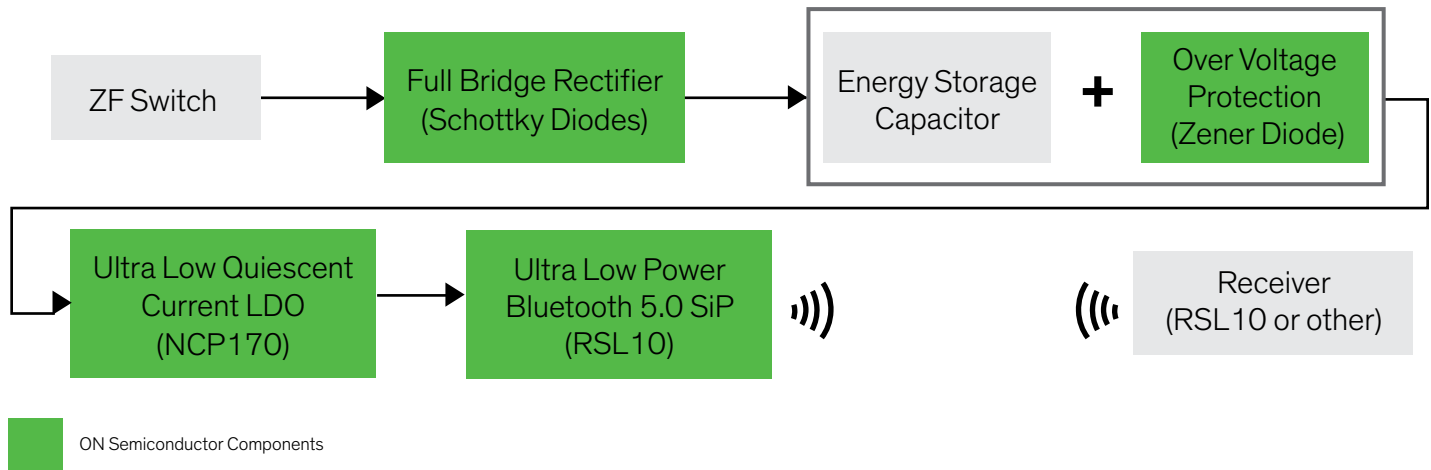 ZF Switch
Full Bridge Rectifier
(Schottky Diodes)
Energy Storage
Capacitor
+
Over Voltage
Protection
(Zener Diode)
Ultra Low Quiescent
Current LDO
(NCP170)
Ultra Low Power
Bluetooth 5.0 SiP
(RSL10)
Receiver
(RSL10 or other)
ON Semiconductor Components